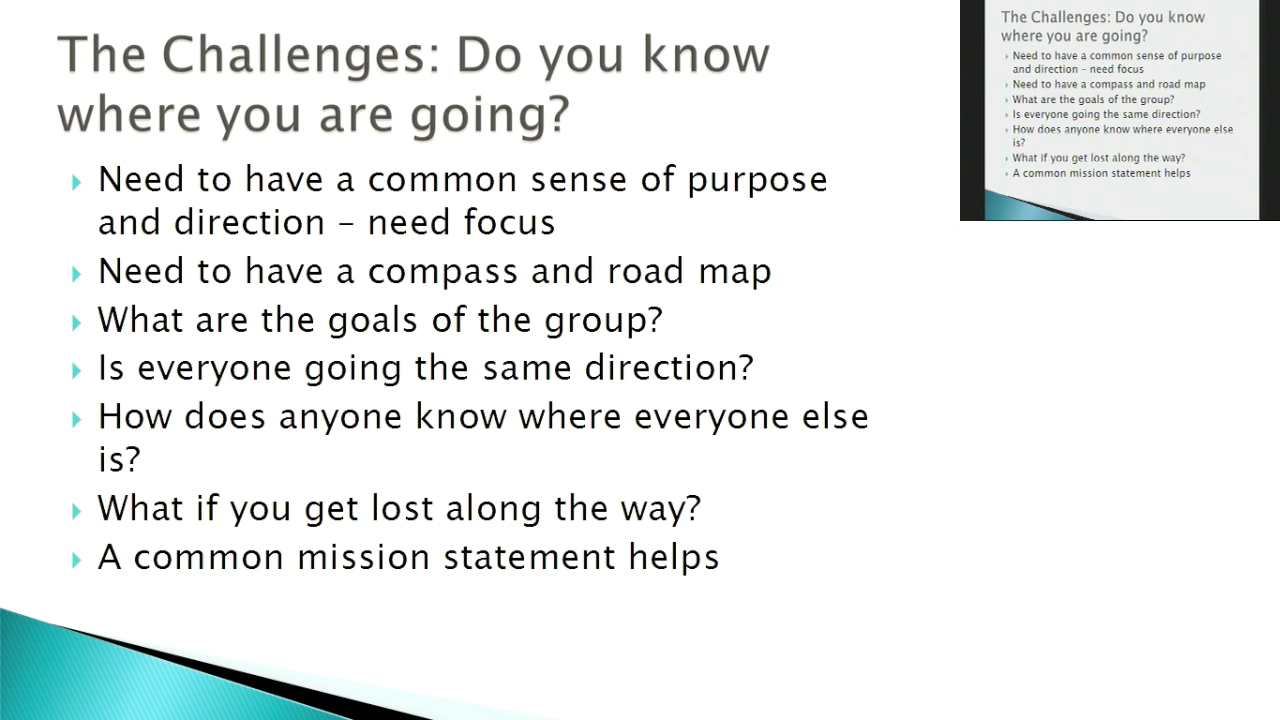 The Challenges: Do you know
where you are going?
Need to have a common sense of purpose
and direction – need focus
Need to have a compass and road map
What are the goals of the group?
Is everyone going the same direction?
How does anyone know where everyone else
is?
What if you get lost along the way?
A common mission statement helps
The Challenges: Do you know
where you are going?
Need to have a common sense of purpose
and direction – need focus
Need to have a compass and road map
What are the goals of the group?
Is everyone going the same direction?
How does anyone know where everyone else
is?
What if you get lost along the way?
A common mission statement helps